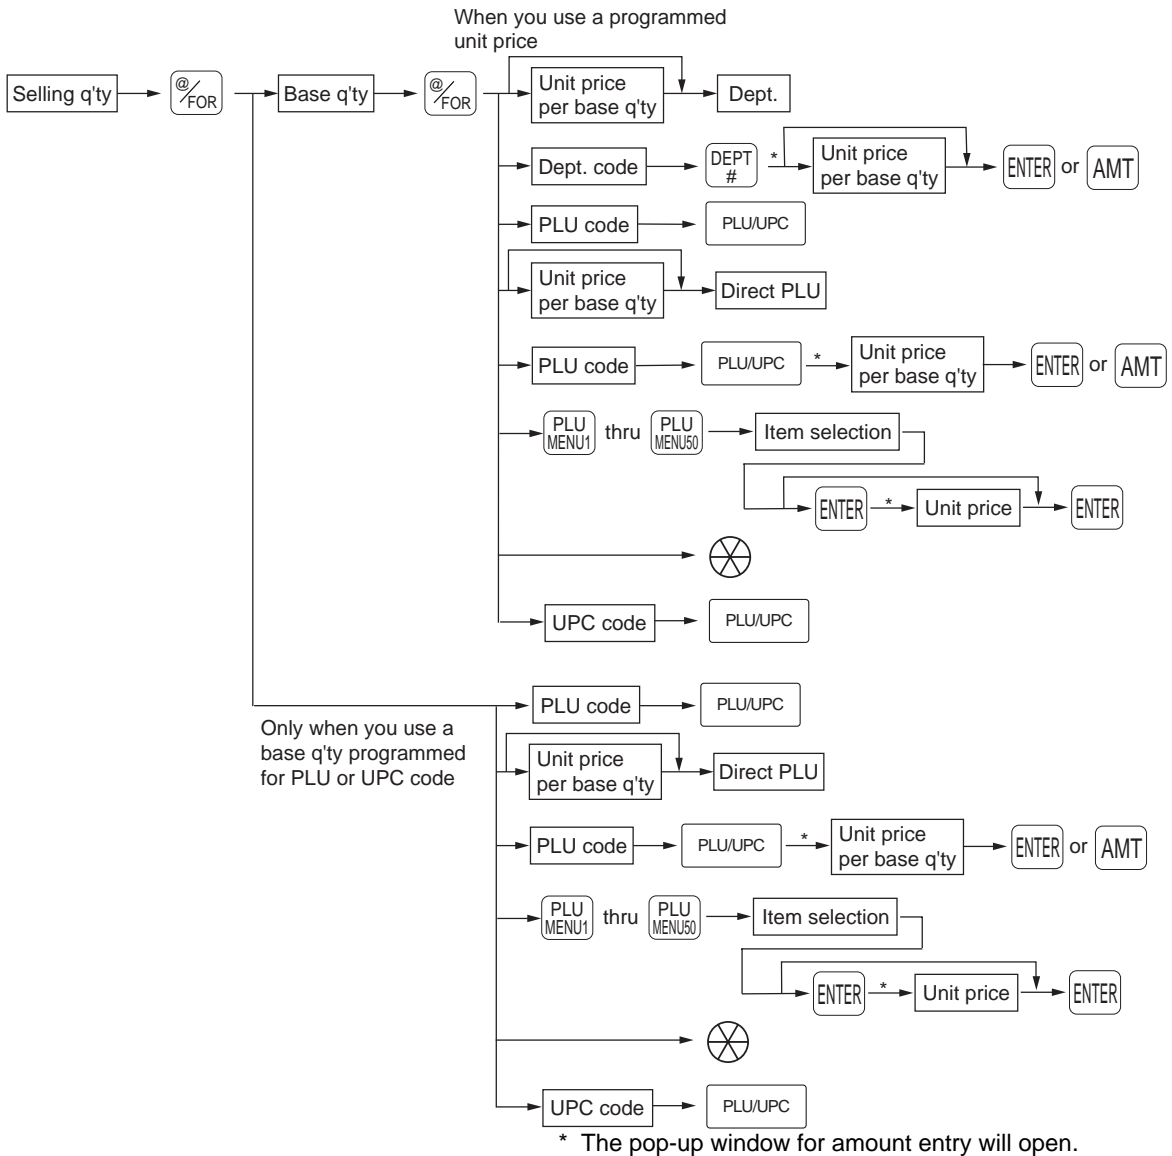 When you use a programmed
unit price
Selling q'ty
@/FOR
Base q'ty
@/FOR
Unit price
per base q'ty
Dept.
Dept. code
DEPT
#
*
Unit price
per base q'ty
ENTER or AMT
PLU code
PLU/UPC
Unit price
per base q'ty
Direct PLU
PLU code
PLU/UPC
*
Unit price
per base q'ty
ENTER or AMT
PLU
MENU1
thru
PLU
MENU50
Item selection
ENTER
*
Unit price
ENTER
UPC code
PLU/UPC
Only when you use a
base q'ty programmed
for PLU or UPC code
PLU code
PLU/UPC
Unit price
per base q'ty
Direct PLU
PLU code
PLU/UPC
*
Unit price
per base q'ty
ENTER or AMT
PLU
MENU1
thru
PLU
MENU50
Item selection
ENTER
*
Unit price
ENTER
UPC code
PLU/UPC
* The pop-up window for amount entry will open.